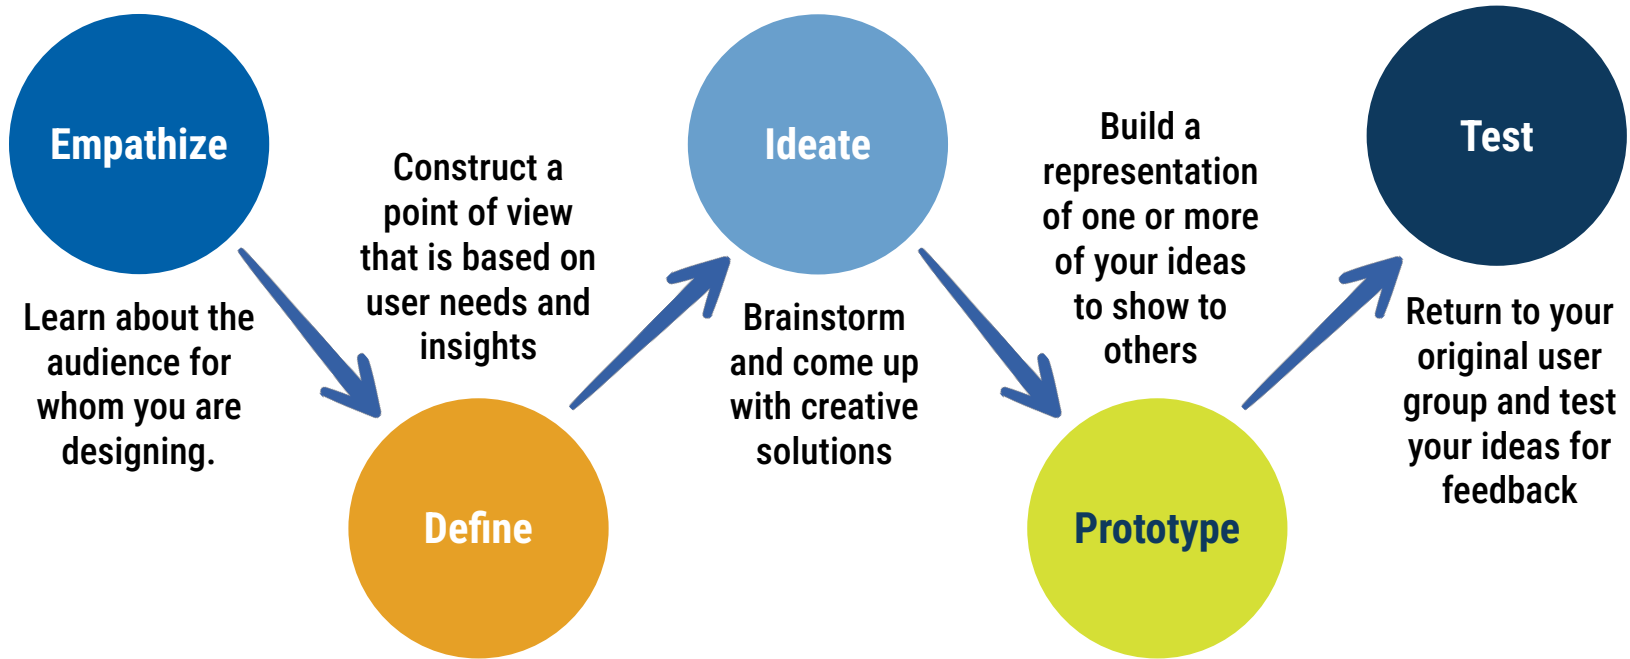 Empathize
Learn about the
audience for
whom you are
designing.
Construct a
point of view
that is based on
user needs and
insights
Define
Ideate
Brainstorm
and come up
with creative
solutions
Build a
representation
of one or more
of your ideas
to show to
others
Prototype
Test
Return to your
original user
group and test
your ideas for
feedback